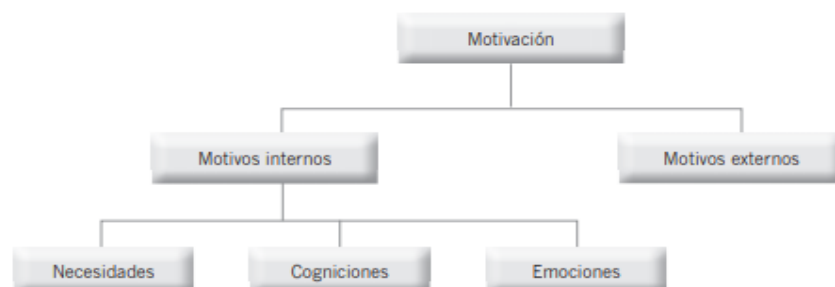 Motivación
Motivos internos
Motivos externos
Necesidades
Cogniciones
Emociones